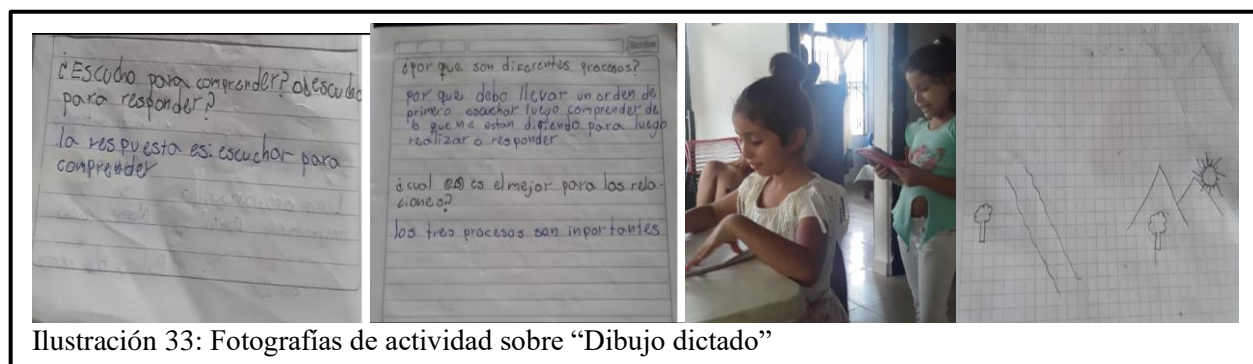 ¿Escucho para comprender? o escucho
para responder?
la respuesta es: escuchar para
comprender
Scribe
¿por que son diferentes procesos?
por que debo llevar un orden de
primero escuchar luego comprender de
lo que me estan diciendo para luego
realizar o responder
¿cual es es el mejor para las rela-
ciones?
los tres procesos son inportantes
Ilustración 33: Fotografías de actividad sobre “Dibujo dictado”